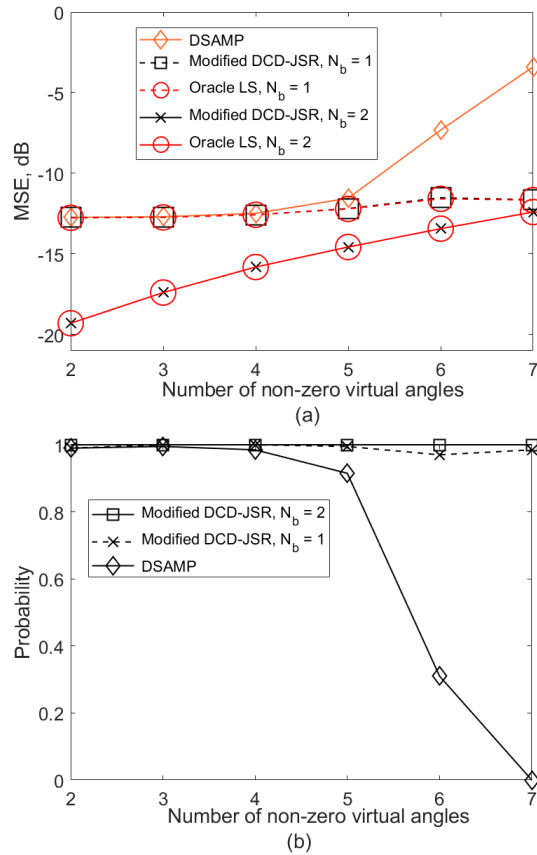 0
-5
-10
-15
-20
MSE, dB
DSAMP
Modified DCD-JSR, N_b = 1
Oracle LS, N_b = 1
Modified DCD-JSR, N_b = 2
Oracle LS, N_b = 2
2 3 4 5 6 7
Number of non-zero virtual angles
(a)
1
0.8
0.6
0.4
0.2
0
Probability
Modified DCD-JSR, N_b = 2
Modified DCD-JSR, N_b = 1
DSAMP
2 3 4 5 6 7
Number of non-zero virtual angles
(b)